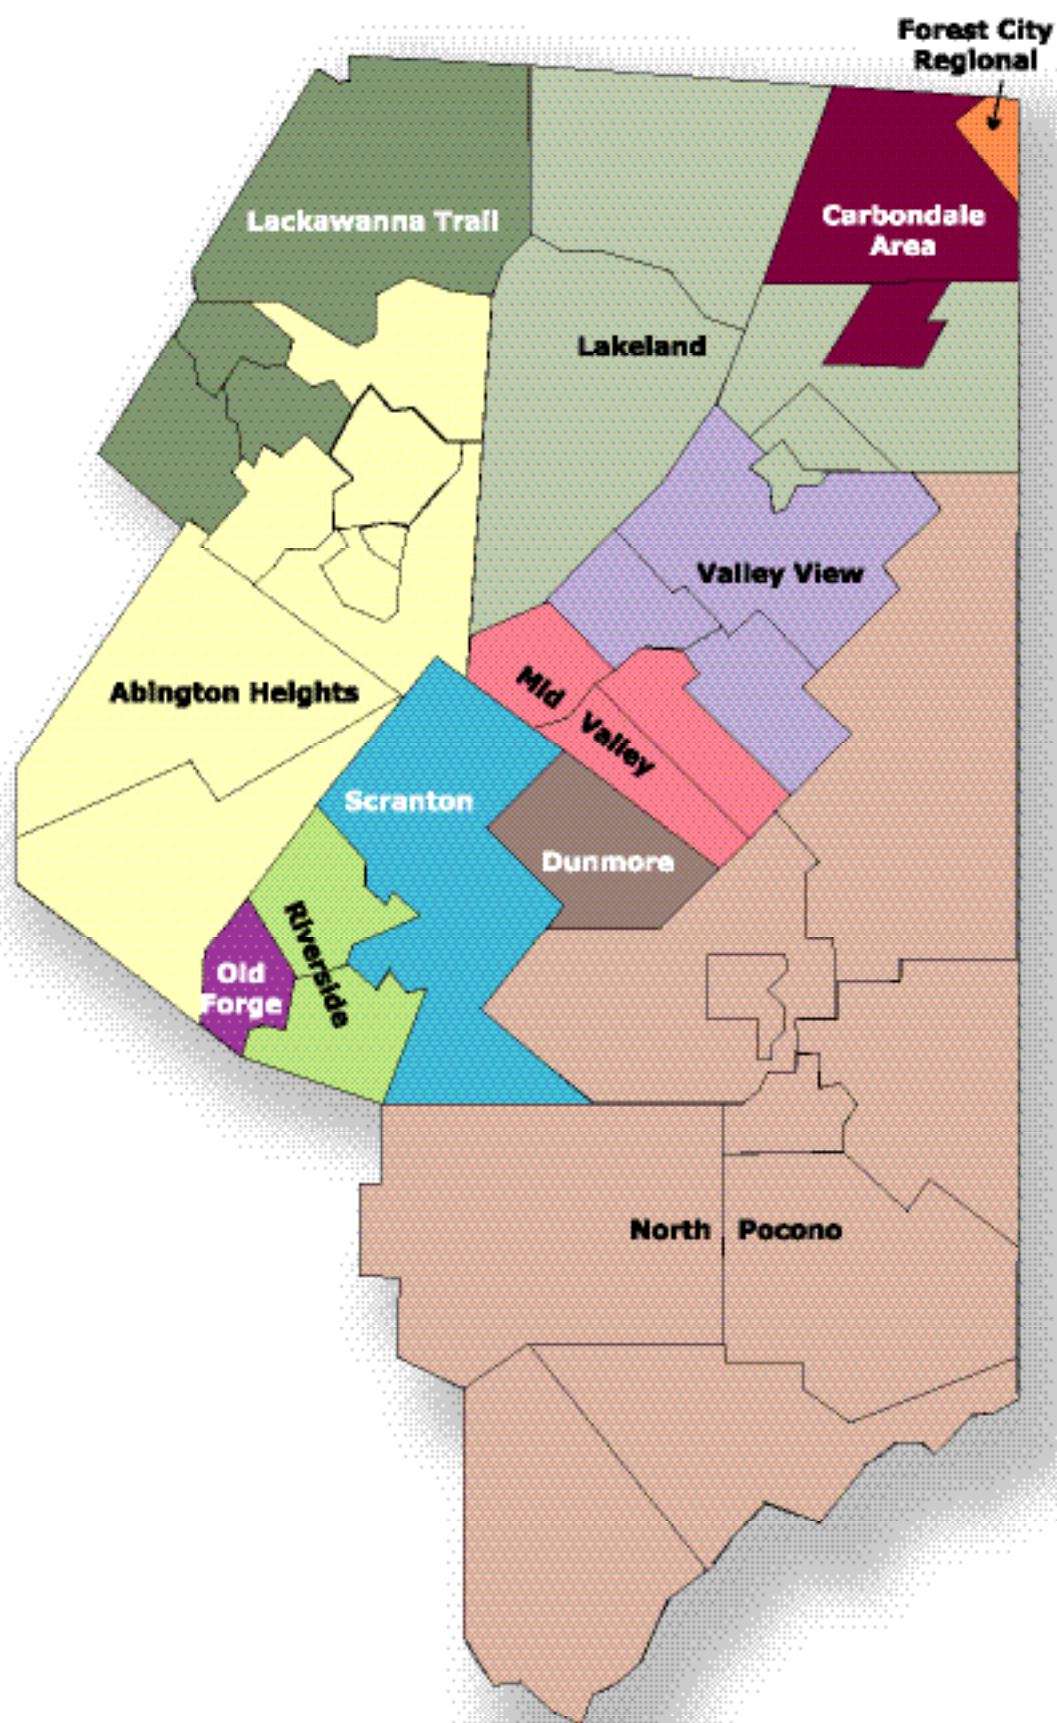 Forest City
Regional
Lackawanna Trail
Carbondale
Area
Lakeland
Valley View
Mid
Valley
Abington Heights
Scranton
Dunmore
Riverside
Old
Forge
North Pocono